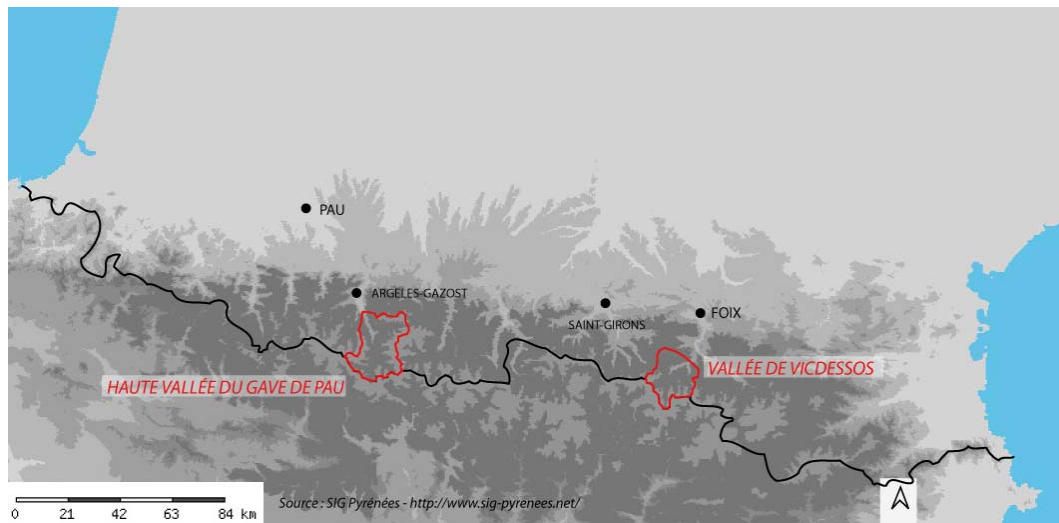 PAU
ARGELES-GAZOST
SAINT-GIRONS
FOIX
VALLÉE DE VICDESSOS
HAUTE VALLÉE DU GAVE DE PAU
0 21 42 63 84 km
Source : SIG Pyrénées - http://www.sig-pyrenees.net/